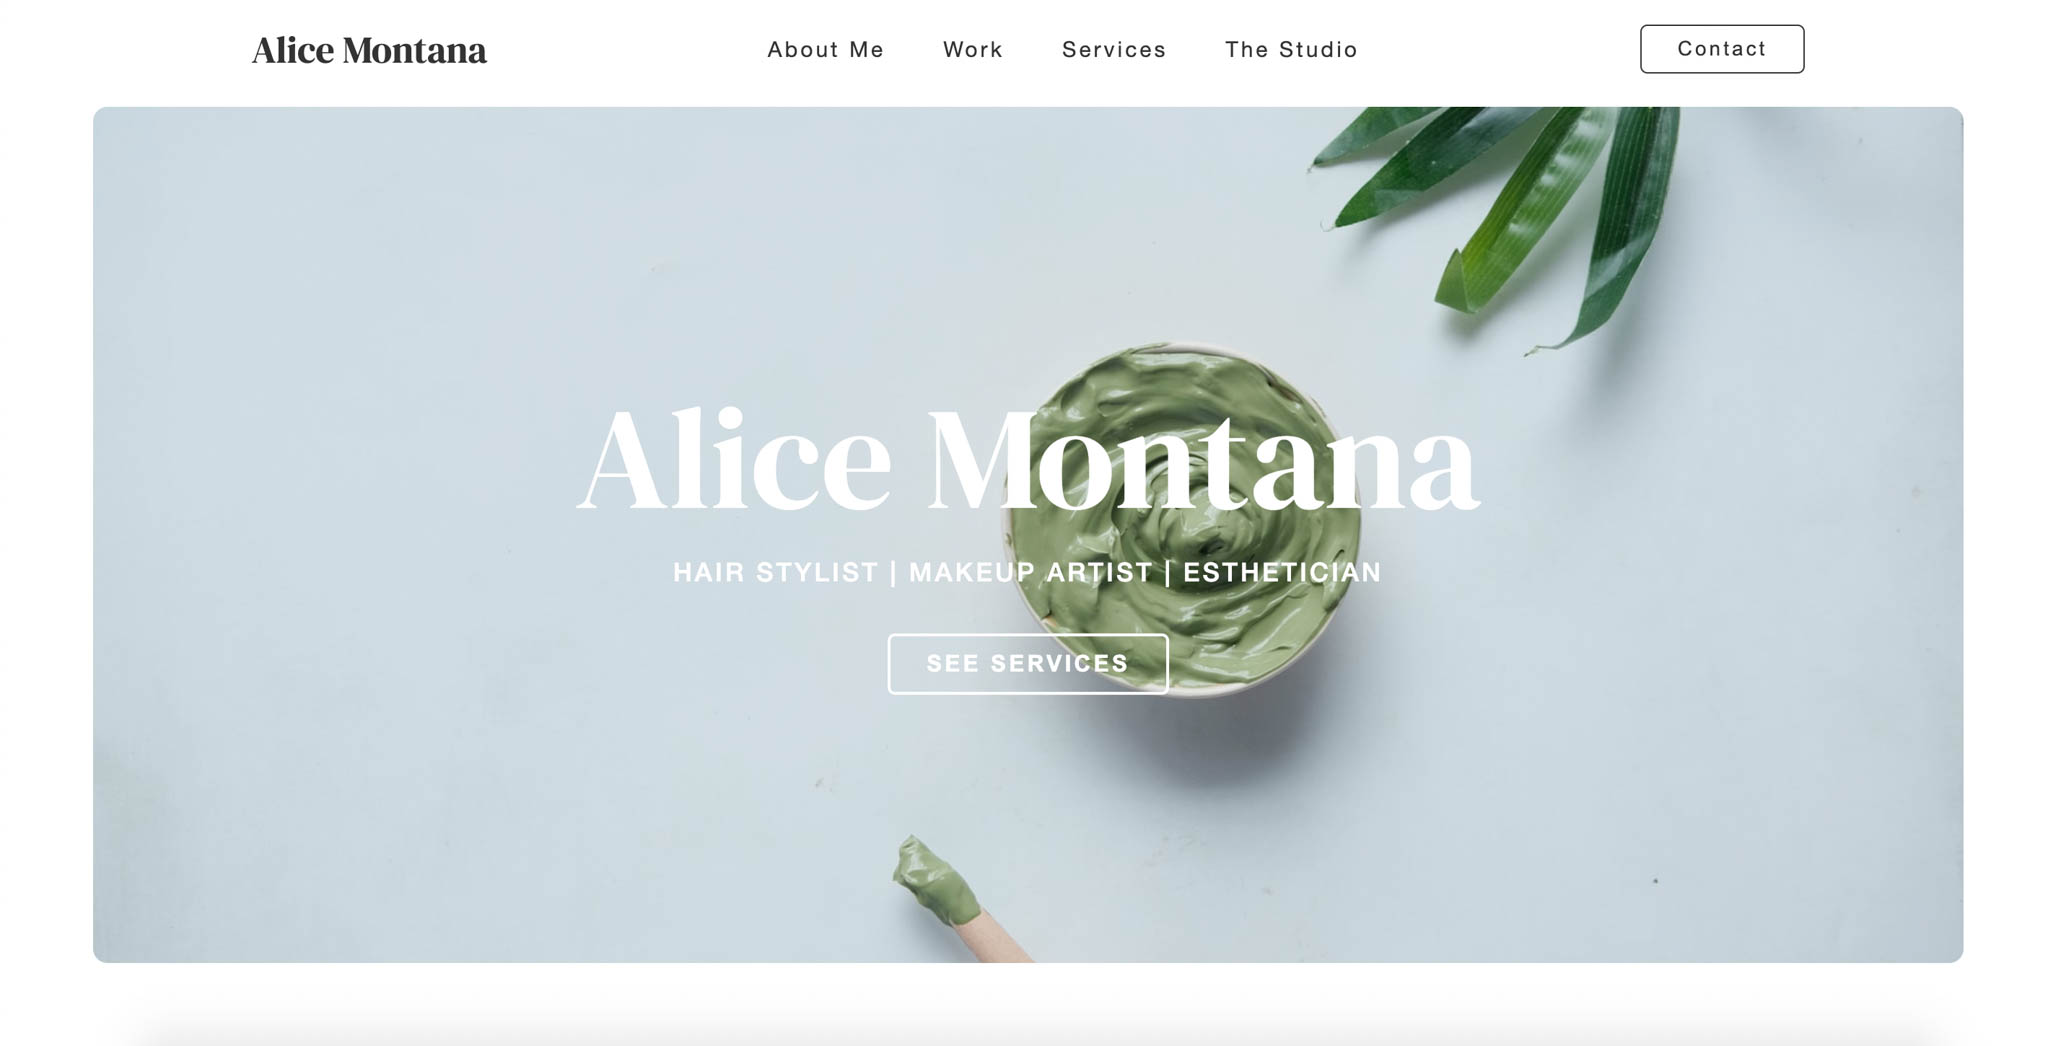 Alice Montana
About Me
Work
Services
The Studio
Contact
Alice Montana
HAIR STYLIST | MAKEUP ARTIST | ESTHETICIAN
SEE SERVICES